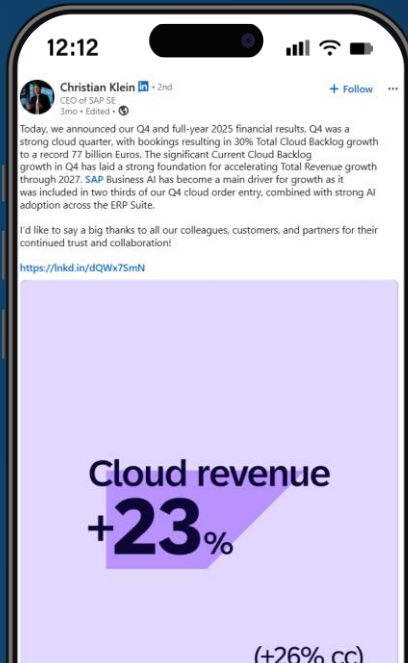 12:12
Christian Klein in • 2nd
+ Follow ...
CEO of SAP SE
3mo • Edited •
Today, we announced our Q4 and full-year 2025 financial results. Q4 was a
strong cloud quarter, with bookings resulting in 30% Total Cloud Backlog growth
to a record 77 billion Euros. The significant Current Cloud Backlog
growth in Q4 has laid a strong foundation for accelerating Total Revenue growth
through 2027. SAP Business AI has become a main driver for growth as it
was included in two thirds of our Q4 cloud order entry, combined with strong AI
adoption across the ERP Suite.
I'd like to say a big thanks to all our colleagues, customers, and partners for their
continued trust and collaboration!
https://lnkd.in/dQWx7SmN
Cloud revenue
+23%
(+26% cc)